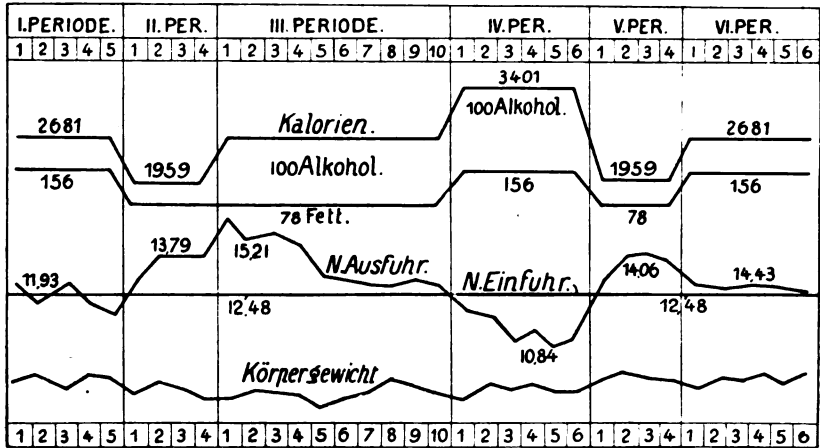 I.PERIODE. II.PER. III.PERIODE. IV.PER. V.PER. VI.PER.
1 2 3 4 5 1 2 3 4 1 2 3 4 5 6 7 8 9 10 1 2 3 4 5 6 1 2 3 4 1 2 3 4 5 6
3401
100Alkohol.
2681 Kalorien. 2681
1959 100Alkohol. 1959
156 156 156
78 Fett. 78
13,79 15,21 N.Ausfuhr. 14,06 14,43
11,93 N.Einfuhr.
12,48 12,48
10,84
Körpergewicht
1 2 3 4 5 1 2 3 4 1 2 3 4 5 6 7 8 9 10 1 2 3 4 5 6 1 2 3 4 1 2 3 4 5 6